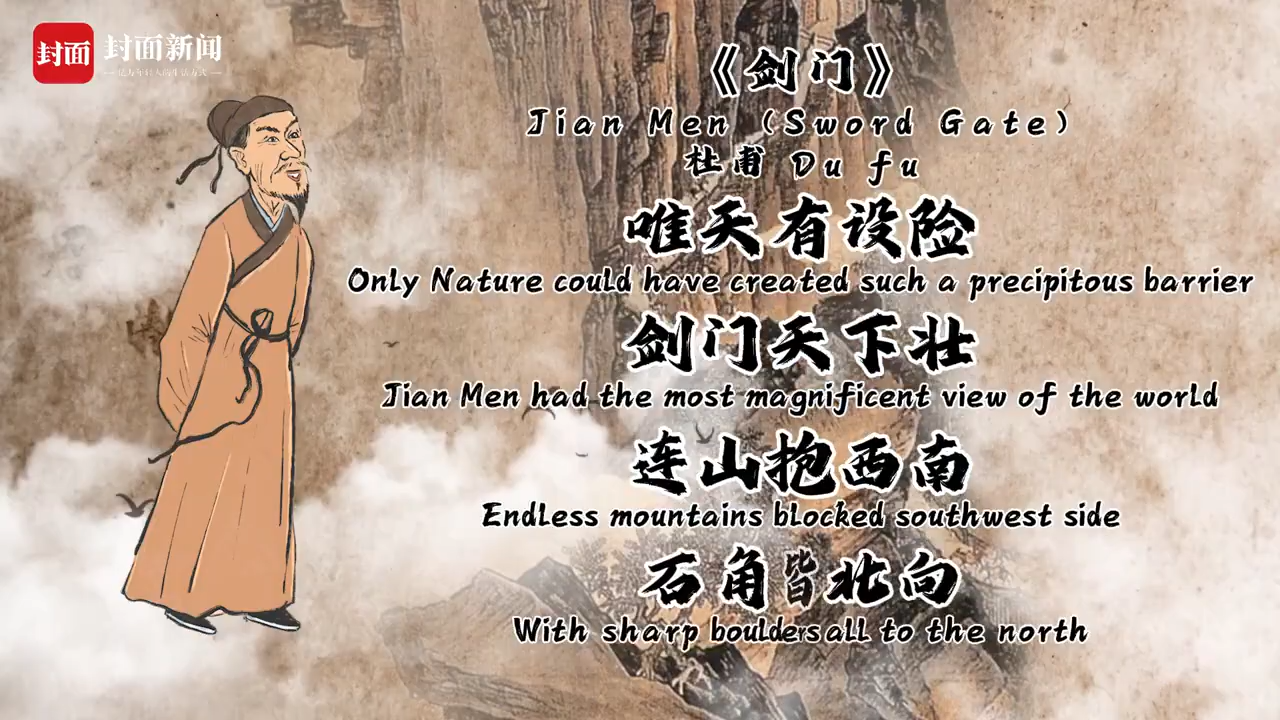 封面
封面新闻
《剑门》
Jian Men (Sword Gate)
杜甫 Du fu
唯天有设险
Only Nature could have created such a precipitous barrier
剑门天下壮
Jian Men had the most magnificent view of the world
连山抱西南
Endless mountains blocked southwest side
石角皆北向
With sharp boulders all to the north